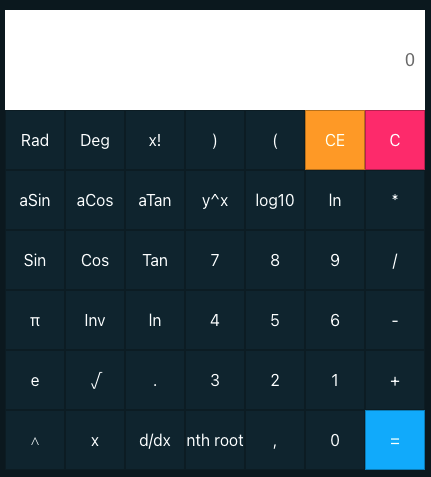 0
Rad Deg x! ) ( CE C
aSin aCos aTan y^x log10 ln *
Sin Cos Tan 7 8 9 /
π Inv ln 4 5 6 -
e √ . 3 2 1 +
^ x d/dx nth root , 0 =